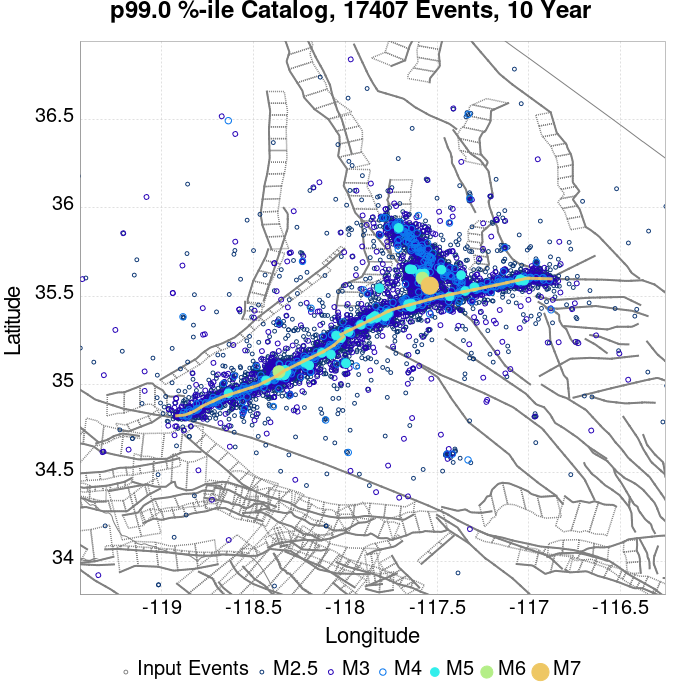 p99.0 %-ile Catalog, 17407 Events, 10 Year
36.5
36
35.5
35
34.5
34
Latitude
-119 -118.5 -118 -117.5 -117 -116.5
Longitude
Input Events M2.5 M3 M4 M5 M6 M7